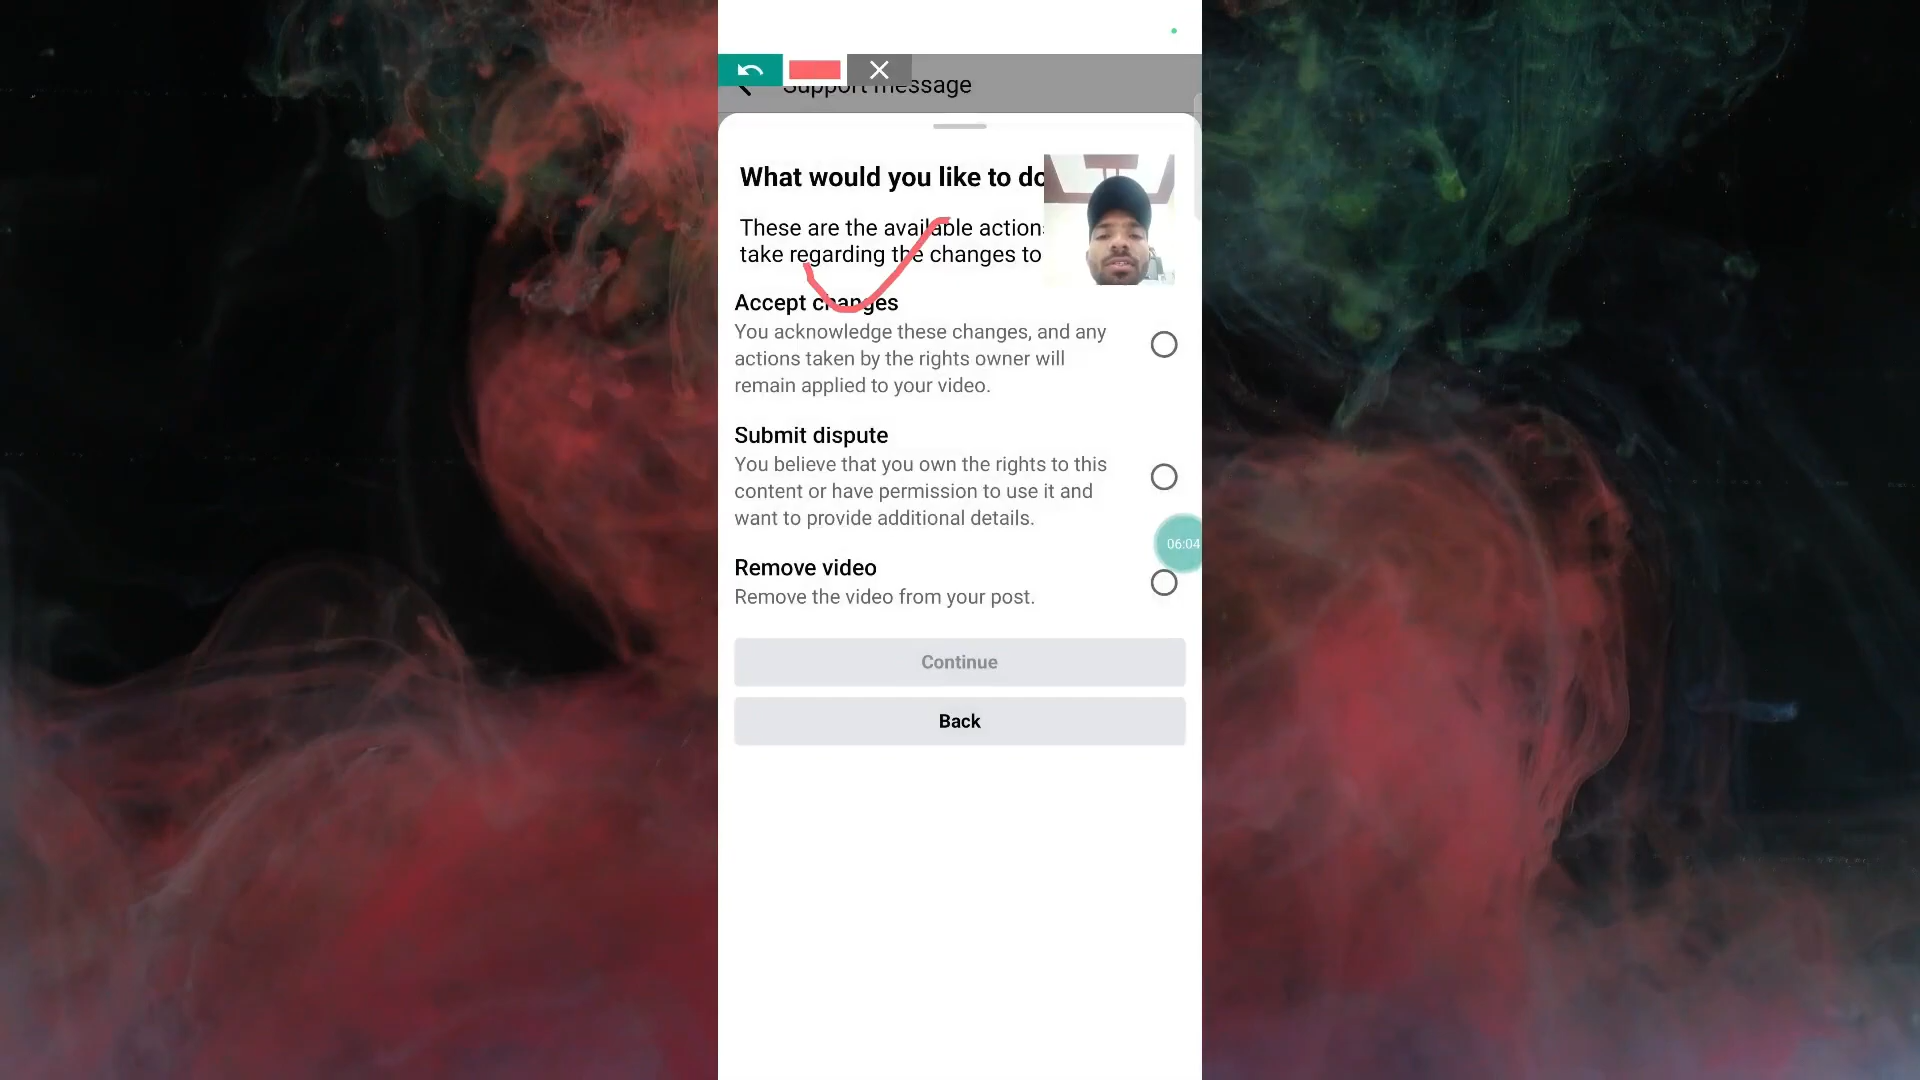 Support message
What would you like to do
These are the available actions
take regarding the changes to
Accept changes
You acknowledge these changes, and any
actions taken by the rights owner will
remain applied to your video.
Submit dispute
You believe that you own the rights to this
content or have permission to use it and
want to provide additional details.
06:04
Remove video
Remove the video from your post.
Continue
Back